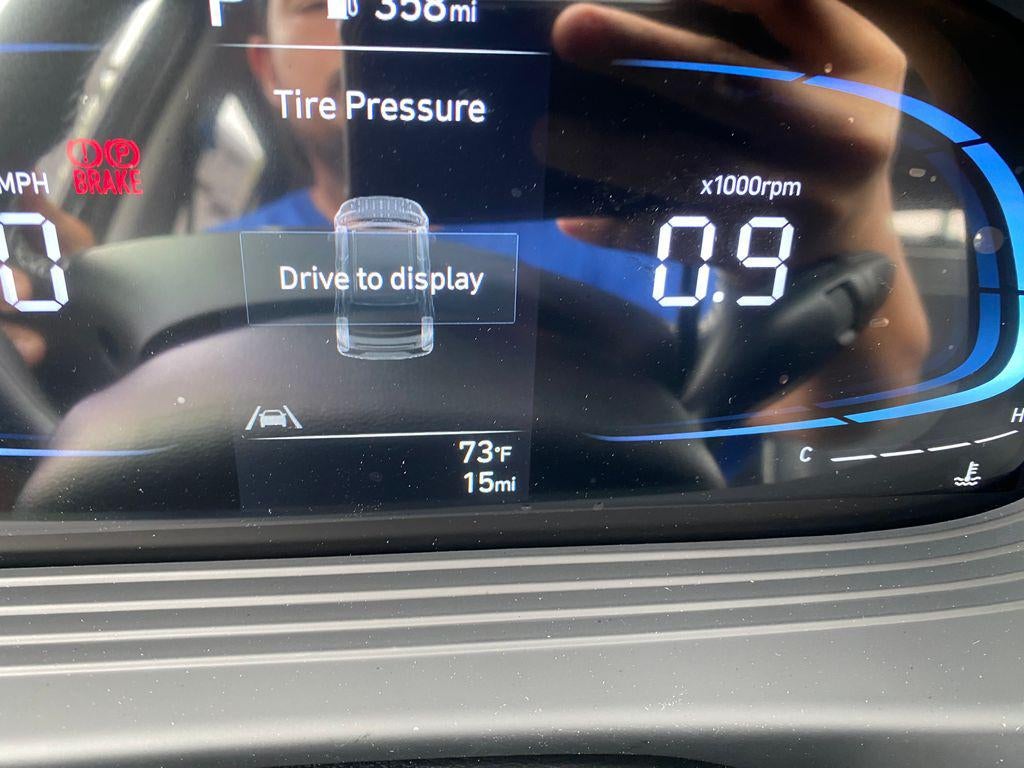 P 358mi
Tire Pressure
(!) (P)
BRAKE
MPH
0
x1000rpm
0.9
Drive to display
73°F
15mi
C H